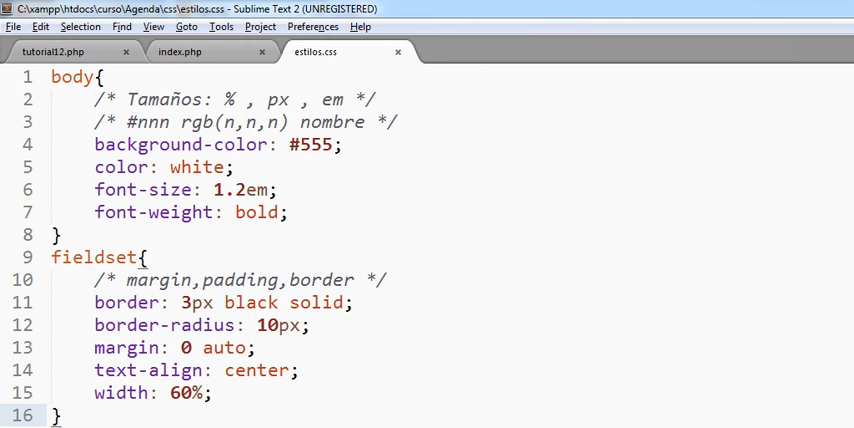 C:\xampp\htdocs\curso\Agenda\css\estilos.css - Sublime Text 2 (UNREGISTERED)
File Edit Selection Find View Goto Tools Project Preferences Help
tutorial12.php × index.php × estilos.css ×
1 body{
2 /* Tamaños: % , px , em */
3 /* #nnn rgb(n,n,n) nombre */
4 background-color: #555;
5 color: white;
6 font-size: 1.2em;
7 font-weight: bold;
8 }
9 fieldset{
10 /* margin,padding,border */
11 border: 3px black solid;
12 border-radius: 10px;
13 margin: 0 auto;
14 text-align: center;
15 width: 60%;
16 }